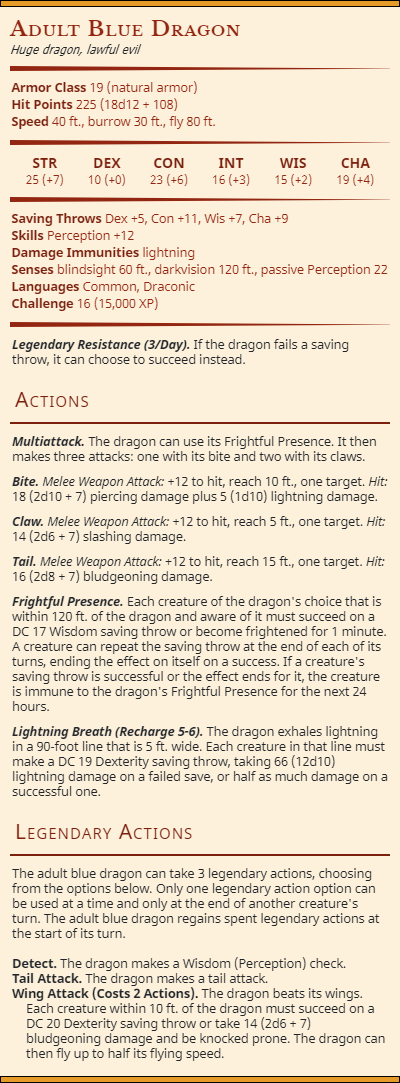 Adult Blue Dragon
Huge dragon, lawful evil
Armor Class 19 (natural armor)
Hit Points 225 (18d12 + 108)
Speed 40 ft., burrow 30 ft., fly 80 ft.
STR DEX CON INT WIS CHA
25 (+7) 10 (+0) 23 (+6) 16 (+3) 15 (+2) 19 (+4)
Saving Throws Dex +5, Con +11, Wis +7, Cha +9
Skills Perception +12
Damage Immunities lightning
Senses blindsight 60 ft., darkvision 120 ft., passive Perception 22
Languages Common, Draconic
Challenge 16 (15,000 XP)
Legendary Resistance (3/Day). If the dragon fails a saving
throw, it can choose to succeed instead.
Actions
Multiattack. The dragon can use its Frightful Presence. It then
makes three attacks: one with its bite and two with its claws.
Bite. Melee Weapon Attack: +12 to hit, reach 10 ft., one target. Hit:
18 (2d10 + 7) piercing damage plus 5 (1d10) lightning damage.
Claw. Melee Weapon Attack: +12 to hit, reach 5 ft., one target. Hit:
14 (2d6 + 7) slashing damage.
Tail. Melee Weapon Attack: +12 to hit, reach 15 ft., one target. Hit:
16 (2d8 + 7) bludgeoning damage.
Frightful Presence. Each creature of the dragon's choice that is
within 120 ft. of the dragon and aware of it must succeed on a
DC 17 Wisdom saving throw or become frightened for 1 minute.
A creature can repeat the saving throw at the end of each of its
turns, ending the effect on itself on a success. If a creature's
saving throw is successful or the effect ends for it, the creature
is immune to the dragon's Frightful Presence for the next 24
hours.
Lightning Breath (Recharge 5-6). The dragon exhales lightning
in a 90-foot line that is 5 ft. wide. Each creature in that line must
make a DC 19 Dexterity saving throw, taking 66 (12d10)
lightning damage on a failed save, or half as much damage on a
successful one.
Legendary Actions
The adult blue dragon can take 3 legendary actions, choosing
from the options below. Only one legendary action option can
be used at a time and only at the end of another creature's
turn. The adult blue dragon regains spent legendary actions at
the start of its turn.
Detect. The dragon makes a Wisdom (Perception) check.
Tail Attack. The dragon makes a tail attack.
Wing Attack (Costs 2 Actions). The dragon beats its wings.
Each creature within 10 ft. of the dragon must succeed on a
DC 20 Dexterity saving throw or take 14 (2d6 + 7)
bludgeoning damage and be knocked prone. The dragon can
then fly up to half its flying speed.